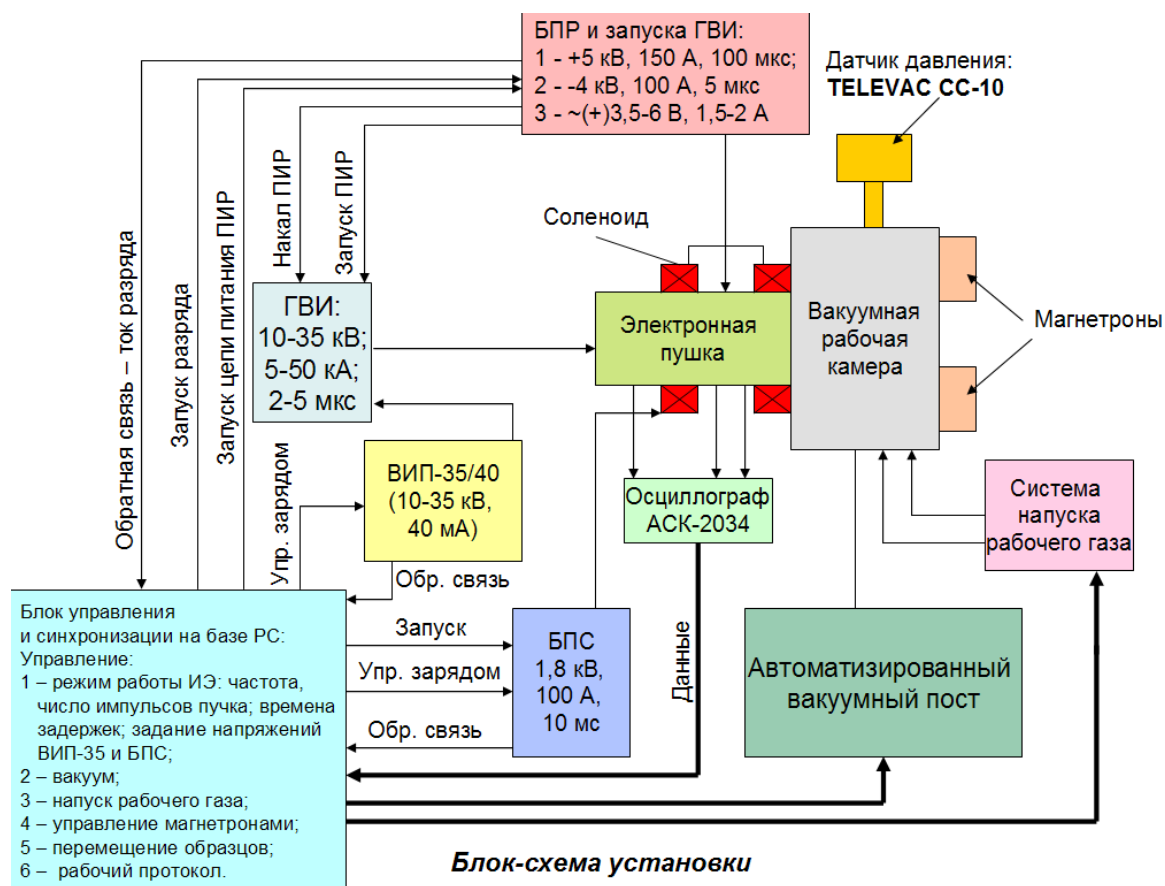 БПР и запуска ГВИ:
1 - +5 кВ, 150 А, 100 мкс;
2 - -4 кВ, 100 А, 5 мкс
3 - ~(+)3,5-6 В, 1,5-2 А
Датчик давления:
TELEVAC CC-10
Обратная связь – ток разряда
Запуск разряда
Запуск цепи питания ПИР
Накал ПИР
Запуск ПИР
Соленоид
ГВИ:
10-35 кВ;
5-50 кА;
2-5 мкс
Электронная
пушка
Вакуумная
рабочая
камера
Магнетроны
Упр. зарядом
ВИП-35/40
(10-35 кВ,
40 мА)
Обр. связь
Осциллограф
АСК-2034
Система
напуска
рабочего газа
Блок управления
и синхронизации на базе РС:
Управление:
1 – режим работы ИЭ: частота,
число импульсов пучка; времена
задержек; задание напряжений
ВИП-35 и БПС;
2 – вакуум;
3 – напуск рабочего газа;
4 – управление магнетронами;
5 – перемещение образцов;
6 – рабочий протокол.
Запуск
Упр. зарядом
Обр. связь
БПС
1,8 кВ,
100 А,
10 мс
Данные
Автоматизированный
вакуумный пост
Блок-схема установки